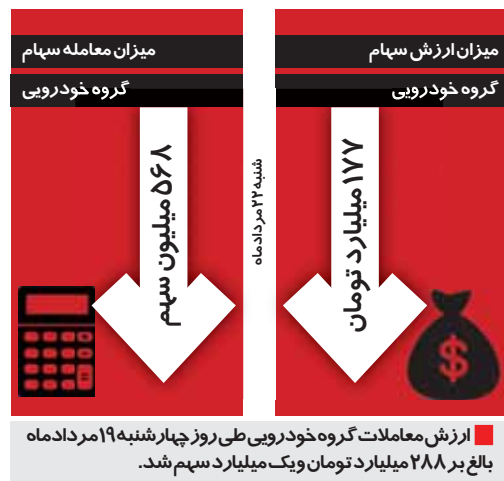 میزان ارزش سهام
گروه خودرویی
۱۷۷ میلیارد تومان
شنبه ۲۲ مردادماه
میزان معامله سهام
گروه خودرویی
۵۶۸ میلیون سهم
ارزش معاملات گروه خودرویی طی روز چهارشنبه ۱۹ مردادماه
بالغ بر ۲۸۸ میلیارد تومان و یک میلیارد سهم شد.
$